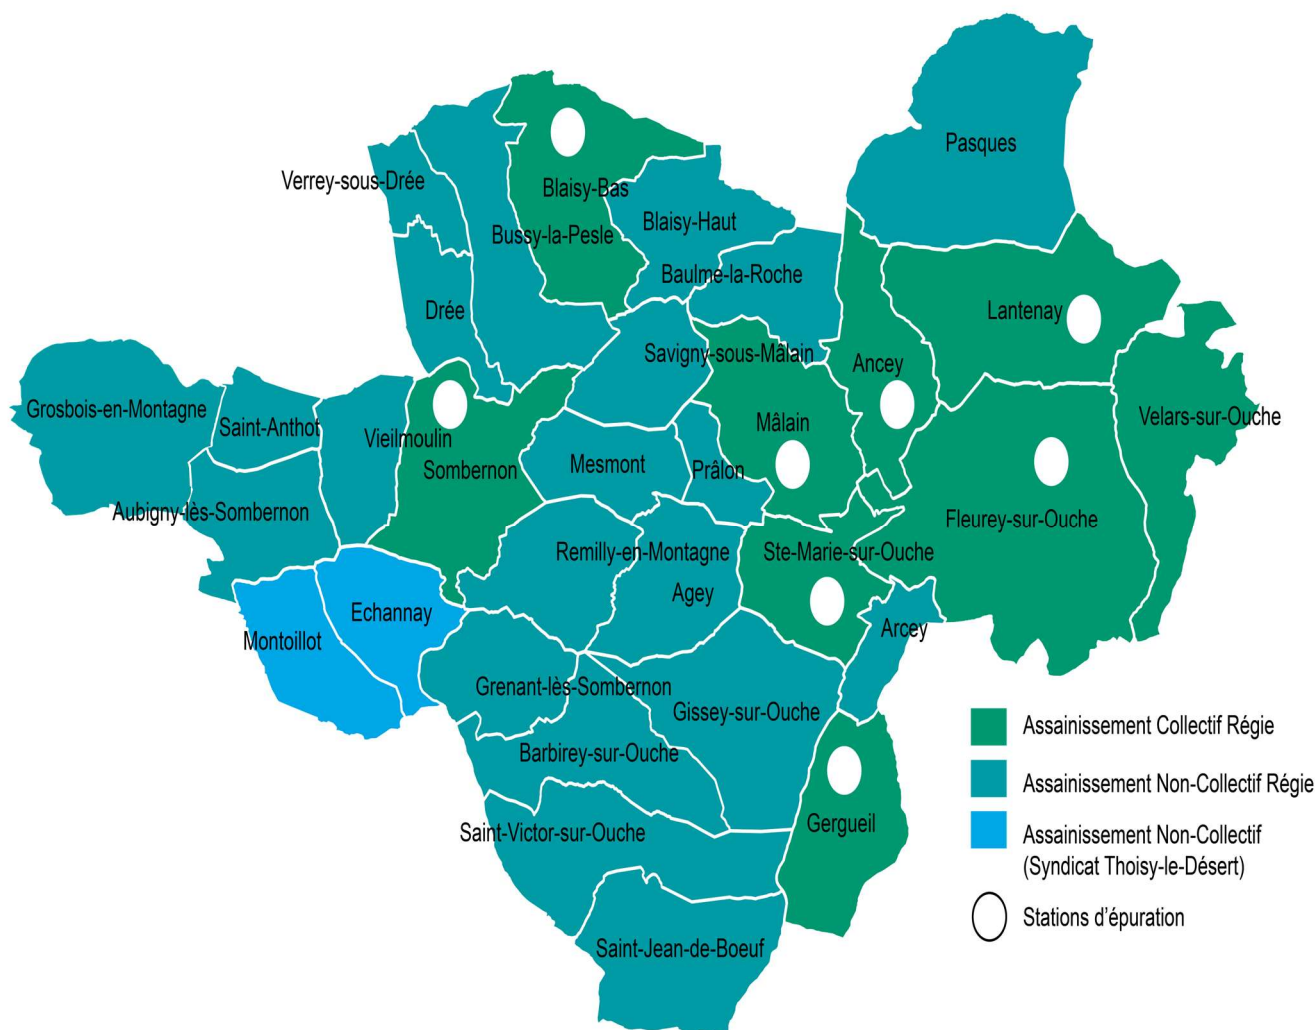 Pasques
Verrey-sous-Drée
Blaisy-Bas
Blaisy-Haut
Bussy-la-Pesle
Baulme-la-Roche
Drée
Lantenay
Savigny-sous-Mâlain
Ancey
Grosbois-en-Montagne
Saint-Anthot
Vieilmoulin
Velars-sur-Ouche
Mâlain
Sombernon
Mesmont
Prâlon
Aubigny-lès-Sombernon
Fleurey-sur-Ouche
Remilly-en-Montagne
Ste-Marie-sur-Ouche
Agey
Echannay
Arcey
Montoillot
Grenant-lès-Sombernon
Gissey-sur-Ouche
Barbirey-sur-Ouche
Gergueil
Saint-Victor-sur-Ouche
Saint-Jean-de-Boeuf
Assainissement Collectif Régie
Assainissement Non-Collectif Régie
Assainissement Non-Collectif
(Syndicat Thoisy-le-Désert)
Stations d'épuration